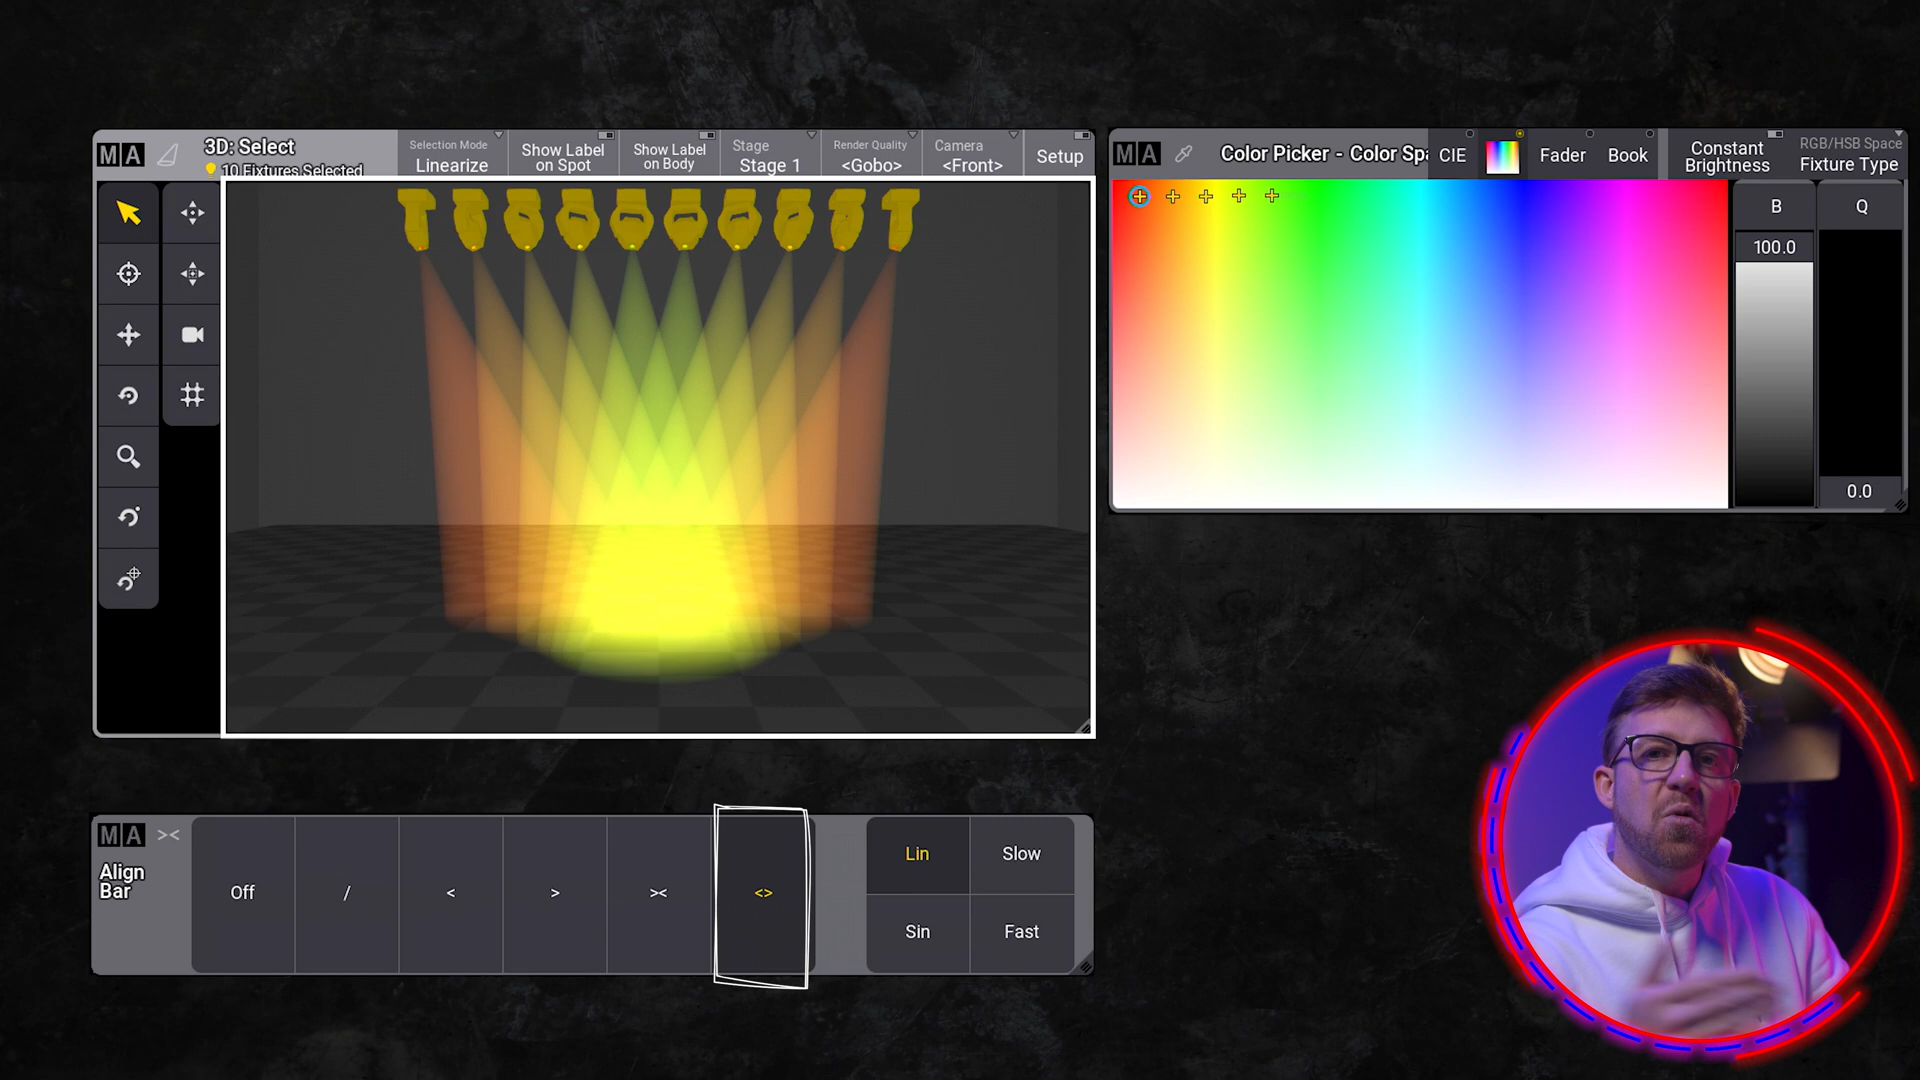 MA
3D: Select
10 Fixtures Selected
Selection Mode
Linearize
Show Label
on Spot
Show Label
on Body
Stage
Stage 1
Render Quality
<Gobo>
Camera
<Front>
Setup
MA
Color Picker - Color Spa
CIE
Fader
Book
Constant
Brightness
RGB/HSB Space
Fixture Type
B
Q
100.0
0.0
MA
><
Align
Bar
Off
/
<
>
><
<>
Lin
Slow
Sin
Fast